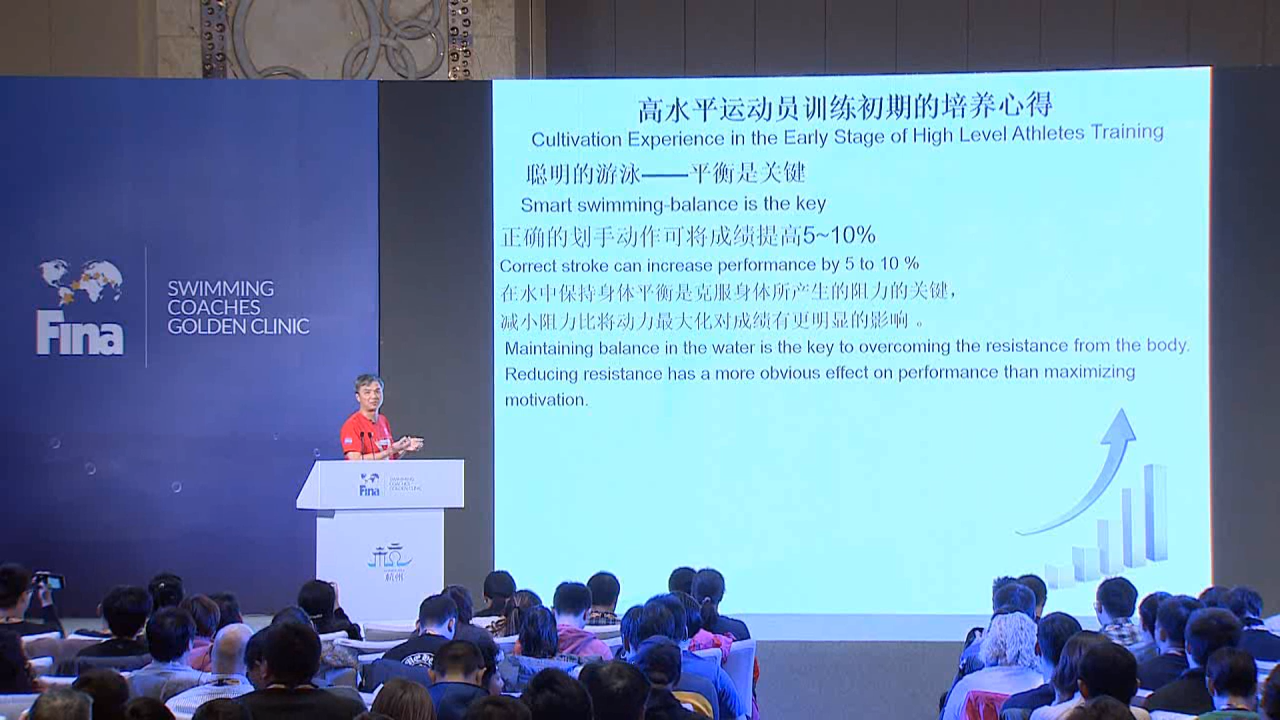 高水平运动员训练初期的培养心得
Cultivation Experience in the Early Stage of High Level Athletes Training
聪明的游泳——平衡是关键
Smart swimming-balance is the key
正确的划手动作可将成绩提高5~10%
Correct stroke can increase performance by 5 to 10 %
在水中保持身体平衡是克服身体所产生的阻力的关键，
减小阻力比将动力最大化对成绩有更明显的影响 。
Maintaining balance in the water is the key to overcoming the resistance from the body.
Reducing resistance has a more obvious effect on performance than maximizing
motivation.
Fina
SWIMMING
COACHES
GOLDEN CLINIC
Fina
SWIMMING
COACHES
GOLDEN CLINIC
杭州